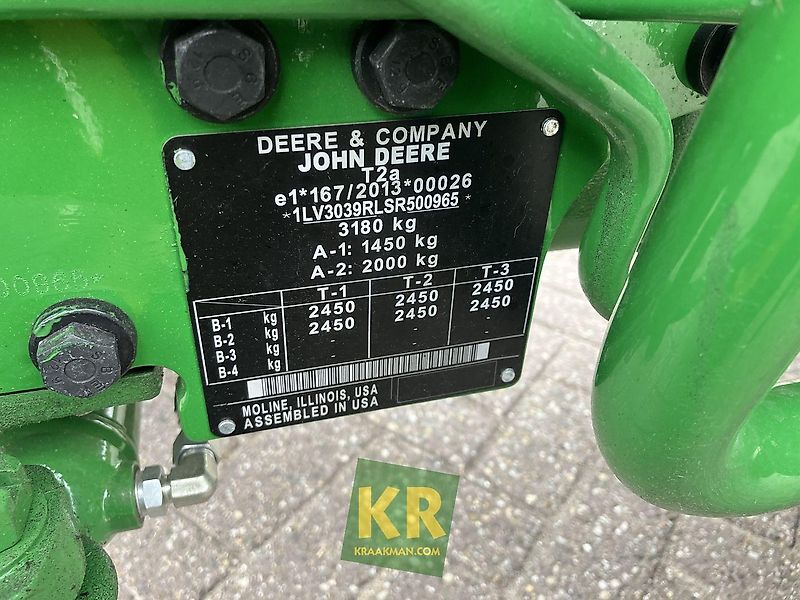 DEERE & COMPANY
JOHN DEERE
T2a
e1*167/2013*00026
*1LV3039RLSR500965*
3180 kg
A-1: 1450 kg
A-2: 2000 kg
T-1 T-2 T-3
B-1 kg 2450 2450 2450
B-2 kg 2450 2450 2450
B-3 kg - - -
B-4 kg
MOLINE, ILLINOIS, USA
ASSEMBLED IN USA
00965*
KR
KRAAKMAN.COM